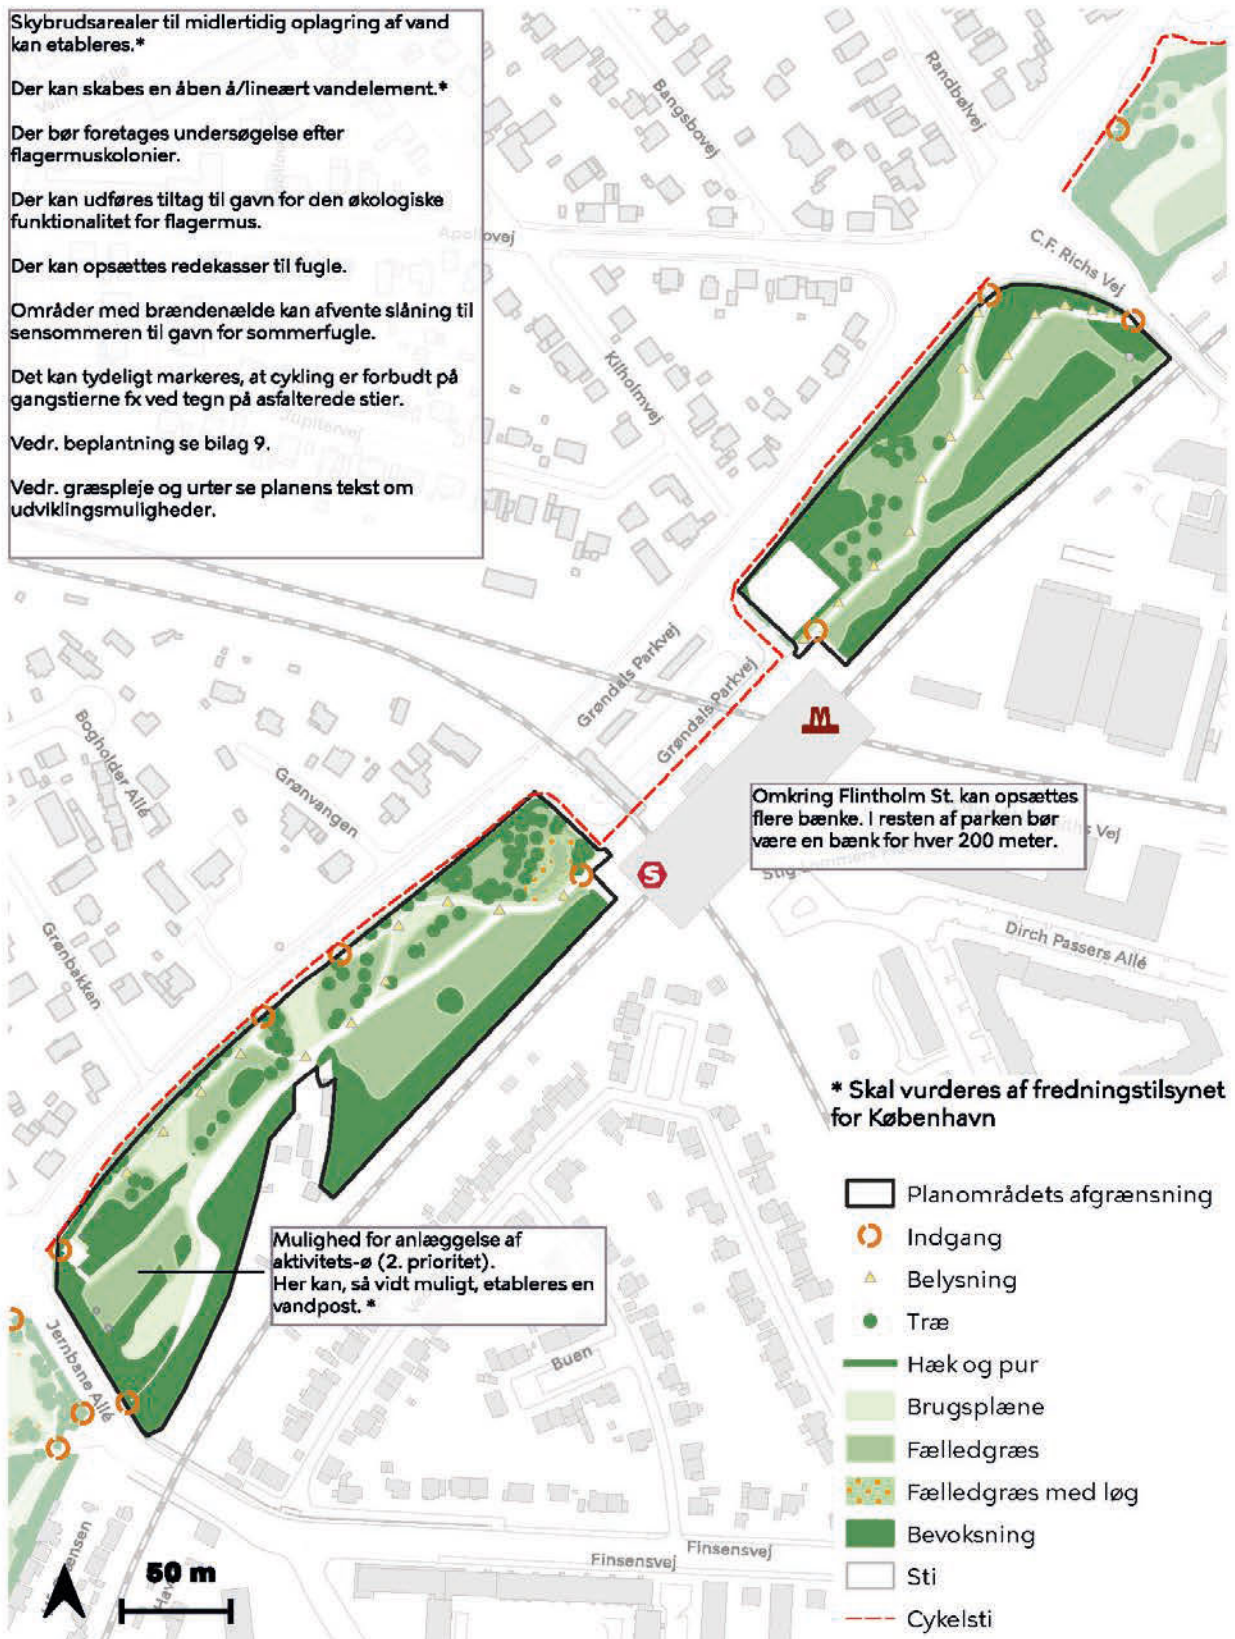 Skybrudsarealer til midlertidig oplagring af vand
kan etableres.*
Der kan skabes en åben å/lineært vandelement.*
Der bør foretages undersøgelse efter
flagermuskolonier.
Der kan udføres tiltag til gavn for den økologiske
funktionalitet for flagermus.
Der kan opsættes redekasser til fugle.
Områder med brændenælde kan afvente slåning til
sensommeren til gavn for sommerfugle.
Det kan tydeligt markeres, at cykling er forbudt på
gangstierne fx ved tegn på asfalterede stier.
Vedr. beplantning se bilag 9.
Vedr. græspleje og urter se planens tekst om
udviklingsmuligheder.
Apollovej
Jupitervej
Bangsbovej
Randbølvej
C.F. Richs Vej
Kilholmvej
Grøndals Parkvej
Grøndals Parkvej
Bogholder Allé
Grønvangen
Grønbakken
M
S
Omkring Flintholm St. kan opsættes
flere bænke. I resten af parken bør
være en bænk for hver 200 meter.
Vej
Dirch Passers Allé
* Skal vurderes af fredningstilsynet
for København
Mulighed for anlæggelse af
aktivitets-ø (2. prioritet).
Her kan, så vidt muligt, etableres en
vandpost. *
Jernbane Allé
Buen
Finsensvej
Finsensvej
50 m
Planområdets afgrænsning
Indgang
Belysning
Træ
Hæk og pur
Brugsplæne
Fælledgræs
Fælledgræs med løg
Bevoksning
Sti
Cykelsti